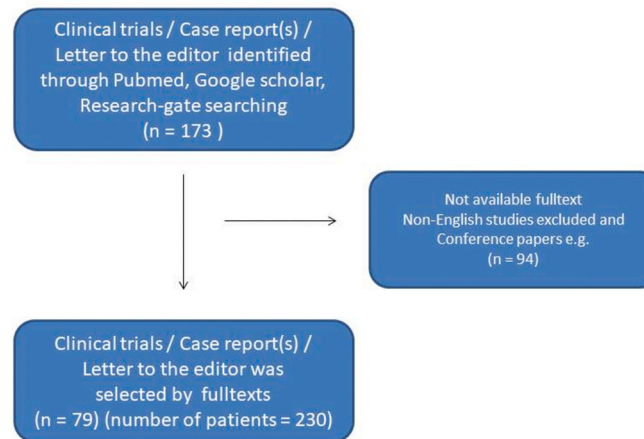 Clinical trials / Case report(s) /
Letter to the editor identified
through Pubmed, Google scholar,
Research-gate searching
(n = 173 )
Not available fulltext
Non-English studies excluded and
Conference papers e.g.
(n = 94)
Clinical trials / Case report(s) /
Letter to the editor was
selected by fulltexts
(n = 79) (number of patients = 230)